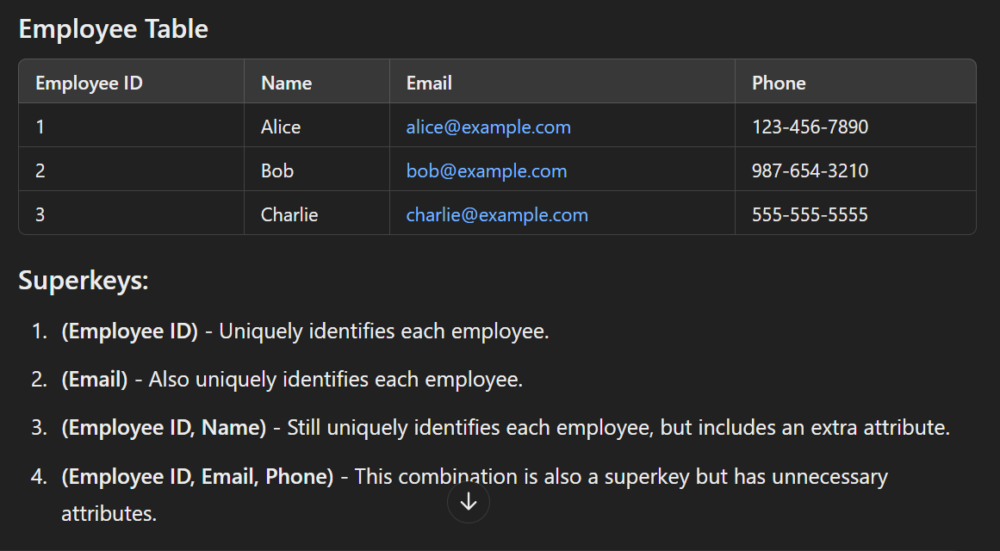 Employee Table
Employee ID Name Email Phone
1 Alice alice@example.com 123-456-7890
2 Bob bob@example.com 987-654-3210
3 Charlie charlie@example.com 555-555-5555
Superkeys:
1. (Employee ID) - Uniquely identifies each employee.
2. (Email) - Also uniquely identifies each employee.
3. (Employee ID, Name) - Still uniquely identifies each employee, but includes an extra attribute.
4. (Employee ID, Email, Phone) - This combination is also a superkey but has unnecessary
attributes.